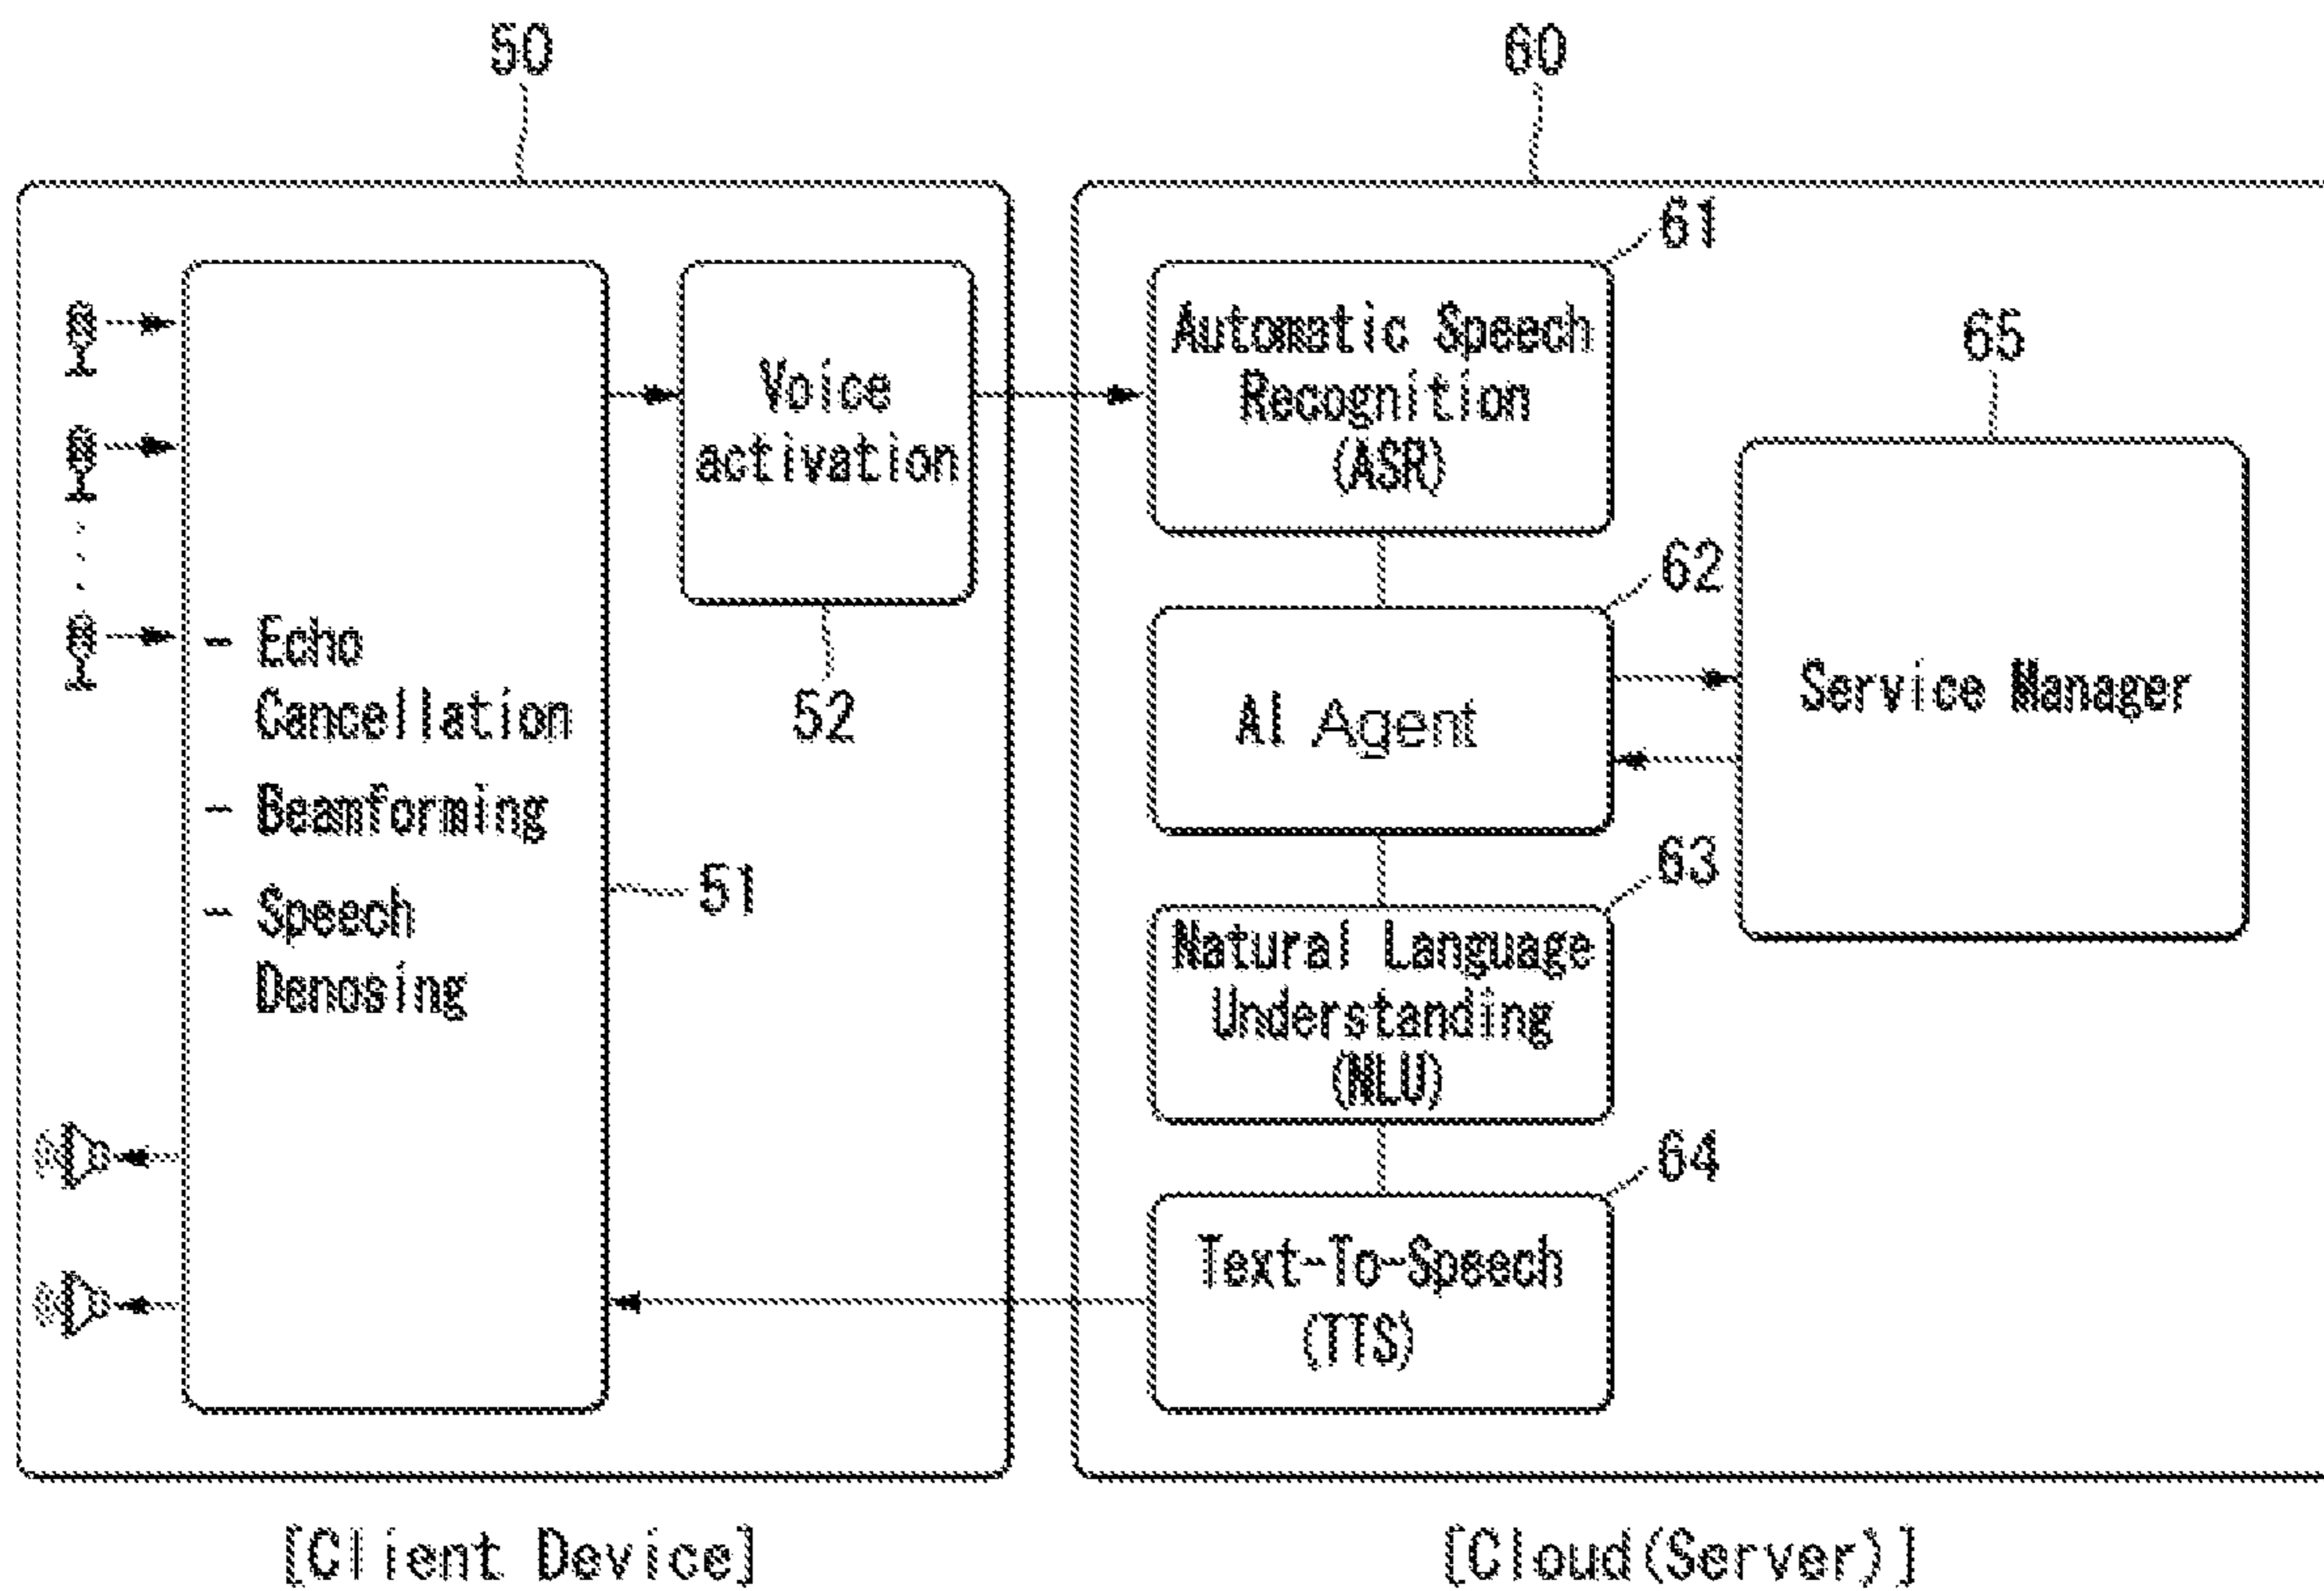 50
60
61
Automatic Speech
Recognition
(ASR)
65
Voice
activation
52
62
AI Agent
Service Manager
- Echo
Cancellation
- Beamforming
- Speech
Denosing
51
63
Natural Language
Understanding
(NLU)
64
Text-To-Speech
(TTS)
[Client Device]
[Cloud(Server)]